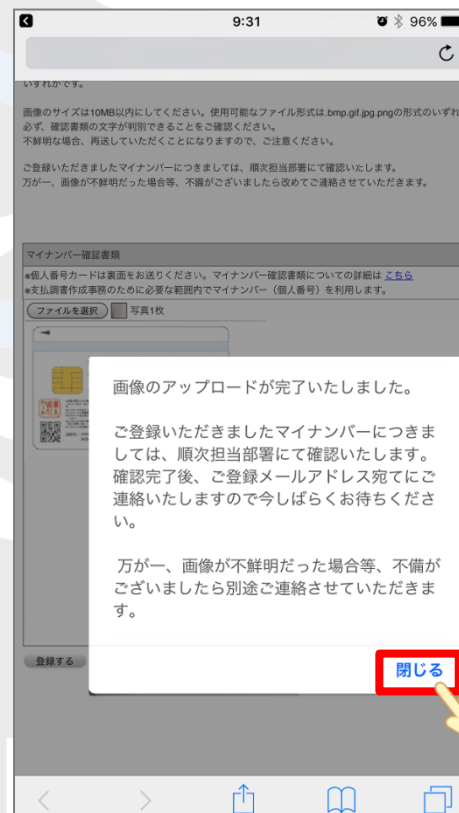 9:31
96%
いずれかです。
画像のサイズは10MB以内にしてください。使用可能なファイル形式は.bmp.gif.jpg.pngの形式のいずれ
必ず、確認書類の文字が判別できることをご確認ください。
不鮮明な場合、再送していただくことになりますので、ご注意ください。
ご登録いただきましたマイナンバーにつきましては、順次担当部署にて確認いたします。
万が一、画像が不鮮明だった場合等、不備がございましたら改めてご連絡させていただきます。
マイナンバー確認書類
※個人番号カードは裏面をお送りください。マイナンバー確認書類についての詳細は こちら
※支払調書作成事務のために必要な範囲内でマイナンバー（個人番号）を利用します。
ファイルを選択 写真1枚
画像のアップロードが完了いたしました。
ご登録いただきましたマイナンバーにつきま
しては、順次担当部署にて確認いたします。
確認完了後、ご登録メールアドレス宛てにご
連絡いたしますので今しばらくお待ちくださ
い。
万が一、画像が不鮮明だった場合等、不備が
ございましたら別途ご連絡させていただきま
す。
登録する
閉じる